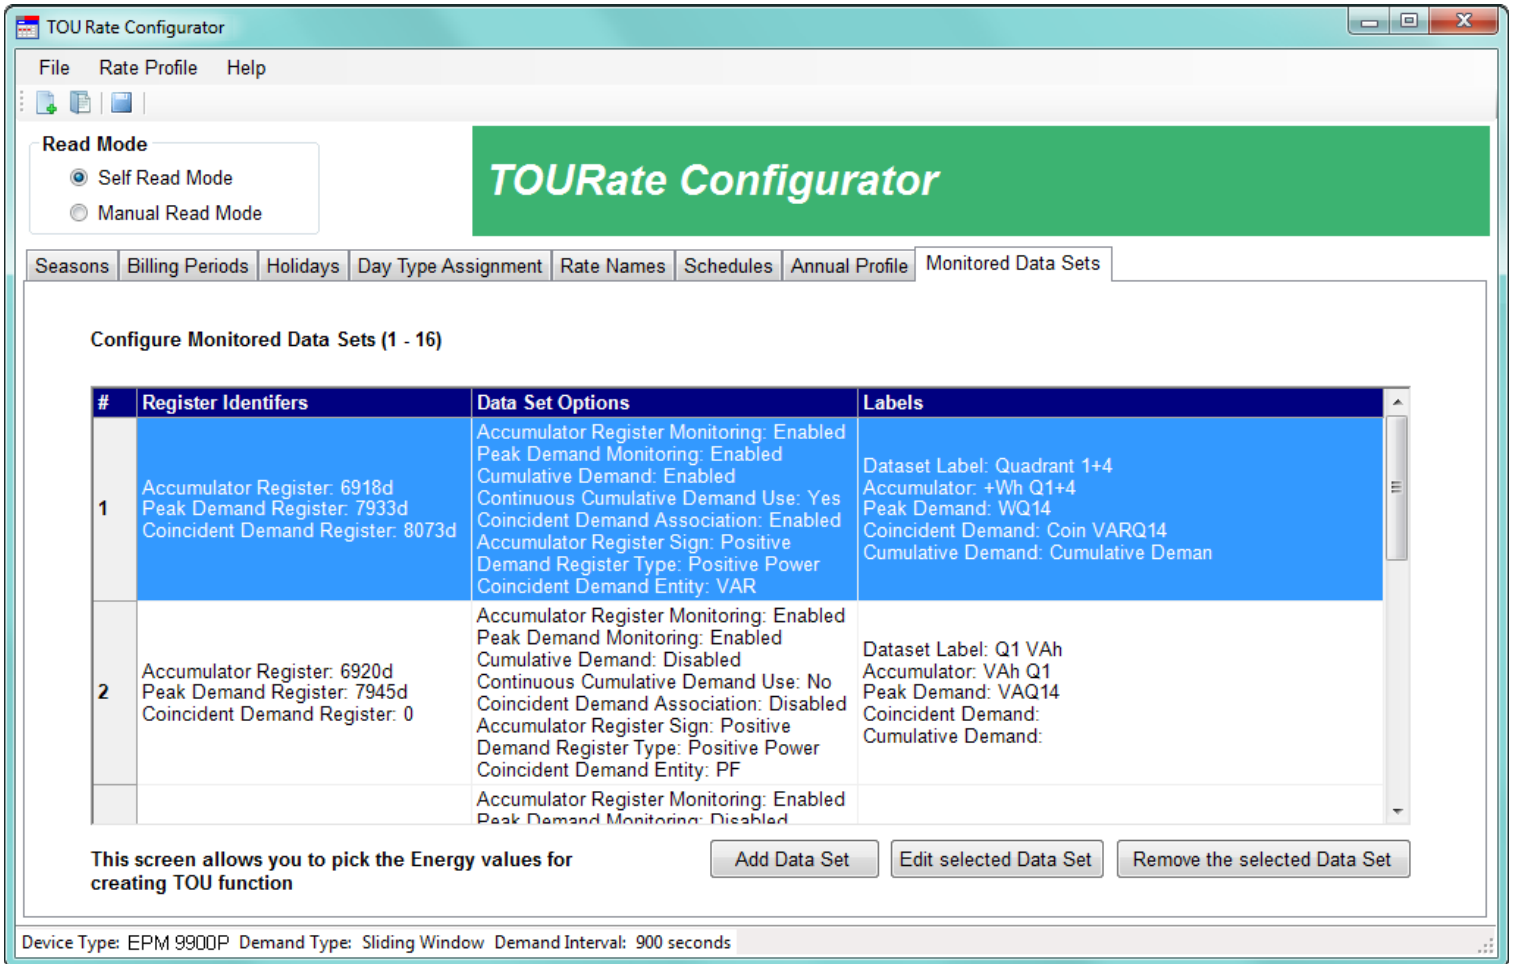 TOU Rate Configurator
File Rate Profile Help
Read Mode
Self Read Mode
Manual Read Mode
TOURate Configurator
Seasons Billing Periods Holidays Day Type Assignment Rate Names Schedules Annual Profile Monitored Data Sets
Configure Monitored Data Sets (1 - 16)
# Register Identifers Data Set Options Labels
1
Accumulator Register: 6918d
Peak Demand Register: 7933d
Coincident Demand Register: 8073d
Accumulator Register Monitoring: Enabled
Peak Demand Monitoring: Enabled
Cumulative Demand: Enabled
Continuous Cumulative Demand Use: Yes
Coincident Demand Association: Enabled
Accumulator Register Sign: Positive
Demand Register Type: Positive Power
Coincident Demand Entity: VAR
Dataset Label: Quadrant 1+4
Accumulator: +Wh Q1+4
Peak Demand: WQ14
Coincident Demand: Coin VARQ14
Cumulative Demand: Cumulative Deman
2
Accumulator Register: 6920d
Peak Demand Register: 7945d
Coincident Demand Register: 0
Accumulator Register Monitoring: Enabled
Peak Demand Monitoring: Enabled
Cumulative Demand: Disabled
Continuous Cumulative Demand Use: No
Coincident Demand Association: Disabled
Accumulator Register Sign: Positive
Demand Register Type: Positive Power
Coincident Demand Entity: PF
Dataset Label: Q1 VAh
Accumulator: VAh Q1
Peak Demand: VAQ14
Coincident Demand:
Cumulative Demand:
Accumulator Register Monitoring: Enabled
Peak Demand Monitoring: Disabled
This screen allows you to pick the Energy values for
creating TOU function
Add Data Set Edit selected Data Set Remove the selected Data Set
Device Type: EPM 9900P Demand Type: Sliding Window Demand Interval: 900 seconds